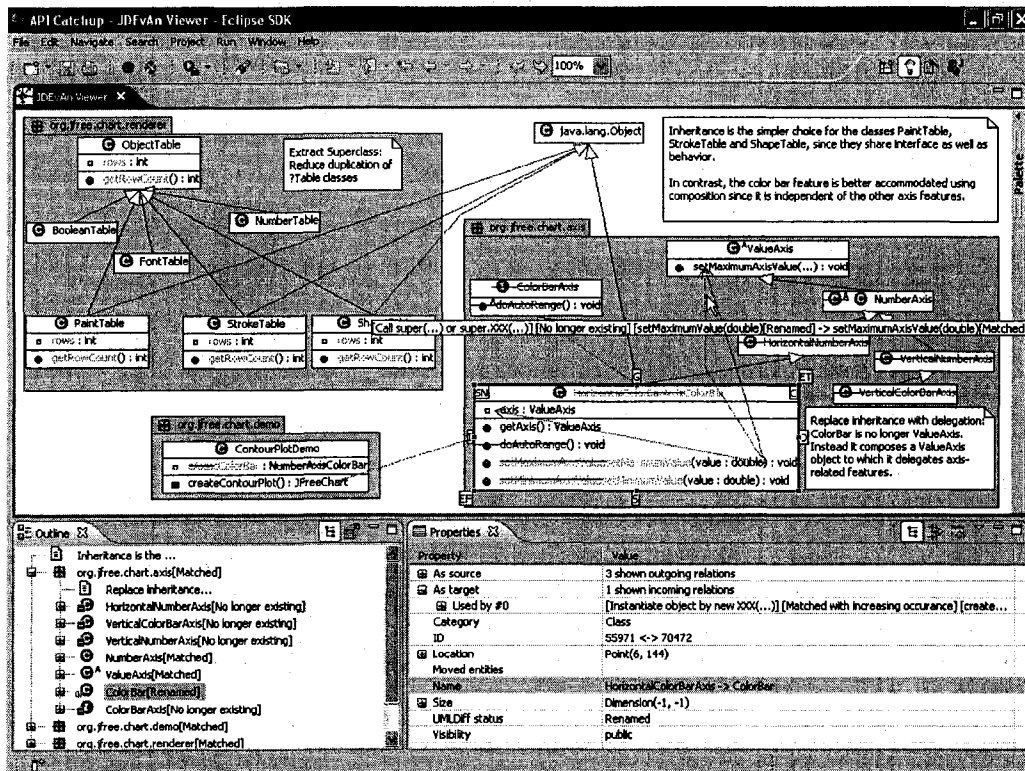 API Catchup - JDEvAn Viewer - Eclipse SDK
File Edit Navigate Search Project Run Window Help
100%
JDEvAn Viewer
Palette
org.jfree.chart.renderer
ObjectTable
rows : int
getRowCount() : int
Extract Superclass:
Reduce duplication of
?Table classes
BooleanTable
NumberTable
FontTable
PaintTable
rows : int
getRowCount() : int
StrokeTable
rows : int
getRowCount() : int
rows : int
getRowCount() : int
java.lang.Object
Inheritance is the simpler choice for the classes PaintTable,
StrokeTable and ShapeTable, since they share interface as well as
behavior.
In contrast, the color bar feature is better accommodated using
composition since it is independent of the other axis features.
org.jfree.chart.axis
ValueAxis
setMaximumAxisValue(...) : void
ColorBarAxis
doAutoRange() : void
NumberAxis
Call super(...) or super.XXX(...)] [No longer existing] [setMaximumValue(double)[Renamed] -> setMaximumAxisValue(double)[Matched
HorizontalNumberAxis
VerticalNumberAxis
VerticalColorBarAxis
SN
G
ET
C
axis : ValueAxis
getAxis() : ValueAxis
doAutoRange() : void
(value : double) : void
(value : double) : void
EF
S
Replace inheritance with delegation:
ColorBar is no longer ValueAxis.
Instead it composes a ValueAxis
object to which it delegates axis-
related features.
org.jfree.chart.demo
ContourPlotDemo
: NumberAxisColorBar
createContourPlot() : JFreeChart
Outline
Inheritance is the ...
org.jfree.chart.axis[Matched]
Replace inheritance...
HorizontalNumberAxis[No longer existing]
VerticalColorBarAxis[No longer existing]
VerticalNumberAxis[No longer existing]
NumberAxis[Matched]
ValueAxis[Matched]
ColorBar[Renamed]
ColorBarAxis[No longer existing]
org.jfree.chart.demo[Matched]
org.jfree.chart.renderer[Matched]
Properties
Property Value
As source 3 shown outgoing relations
As target 1 shown incoming relations
Used by #0 [Instantiate object by new XXX(...)] [Matched with increasing occurance] [create...
Category Class
ID 55971 <-> 70472
Location Point(6, 144)
Moved entities
Name HorizontalColorBarAxis -> ColorBar
Size Dimension(-1, -1)
UMLDiff status Renamed
Visibility public